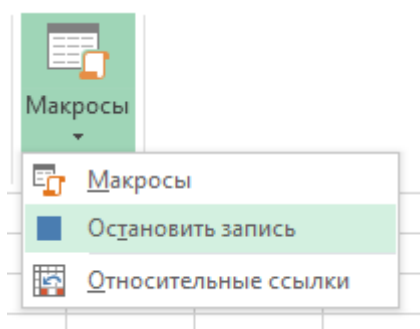 Макросы
Макросы
Остановить запись
Относительные ссылки